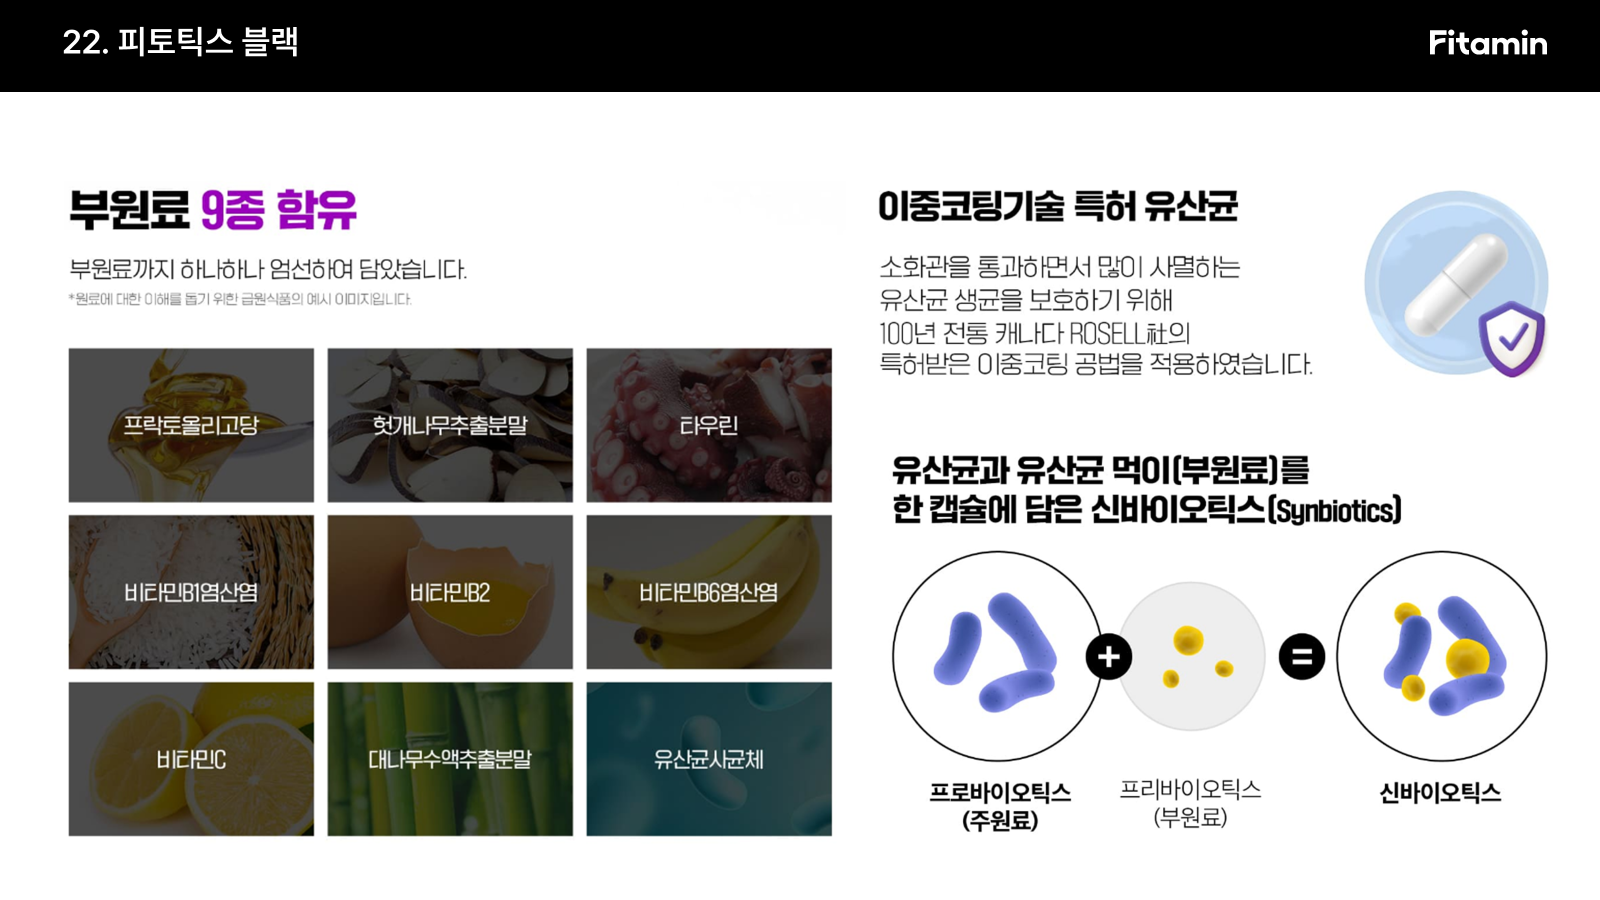 22. 피토틱스 블랙
Fitamin
부원료 9종 함유
부원료까지 하나하나 엄선하여 담았습니다.
*원료에 대한 이해를 돕기 위한 급원식품의 예시 이미지입니다.
프락토올리고당
헛개나무추출분말
타우린
비타민B1염산염
비타민B2
비타민B6염산염
비타민C
대나무수액추출분말
유산균사균체
이중코팅기술 특허 유산균
소화관을 통과하면서 많이 사멸하는
유산균 생균을 보호하기 위해
100년 전통 캐나다 ROSELL社의
특허받은 이중코팅 공법을 적용하였습니다.
유산균과 유산균 먹이(부원료)를
한 캡슐에 담은 신바이오틱스(Synbiotics)
+
=
프로바이오틱스
(주원료)
프리바이오틱스
(부원료)
신바이오틱스